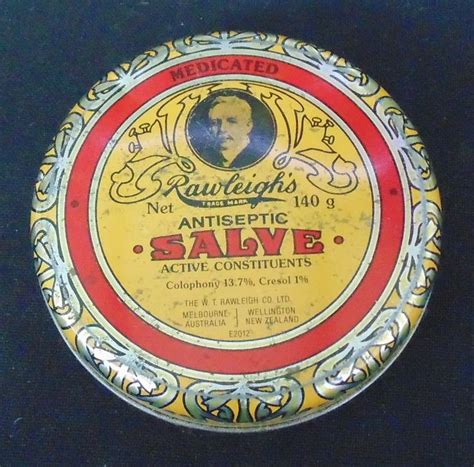 MEDICATED
Rawleigh's
TRADE MARK
Net 140 g
ANTISEPTIC
SALVE
ACTIVE CONSTITUENTS
Colophony 13.7%, Cresol 1%
THE W. T. RAWLEIGH CO. LTD.
MELBOURNE AUSTRALIA ] WELLINGTON NEW ZEALAND
E2012